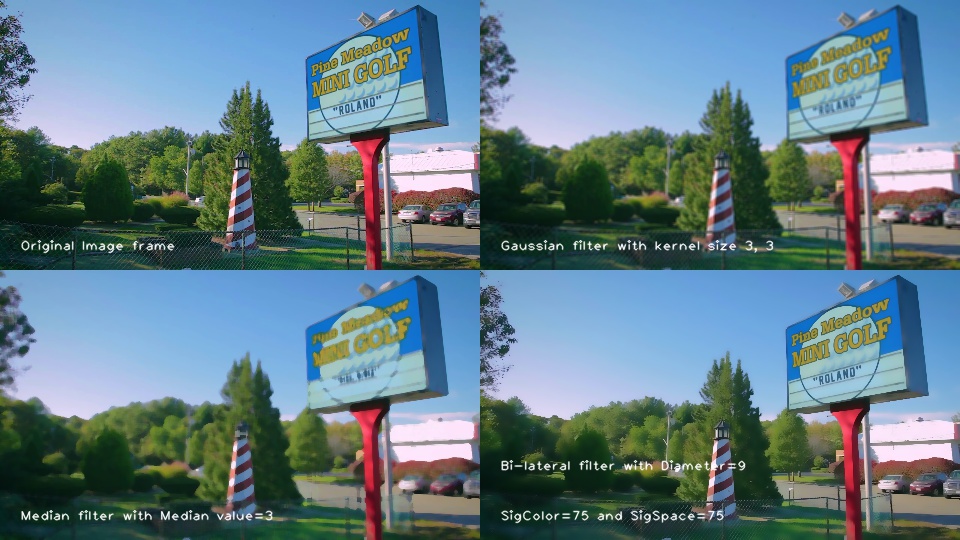 Pine Meadow
MINI GOLF
"ROLAND"
Original Image frame
Pine Meadow
MINI GOLF
"ROLAND"
Gaussian filter with kernel size 3, 3
Pine Meadow
MINI GOLF
Median filter with Median value=3
Pine Meadow
MINI GOLF
"ROLAND"
Bi-lateral filter with Diameter=9
SigColor=75 and SigSpace=75